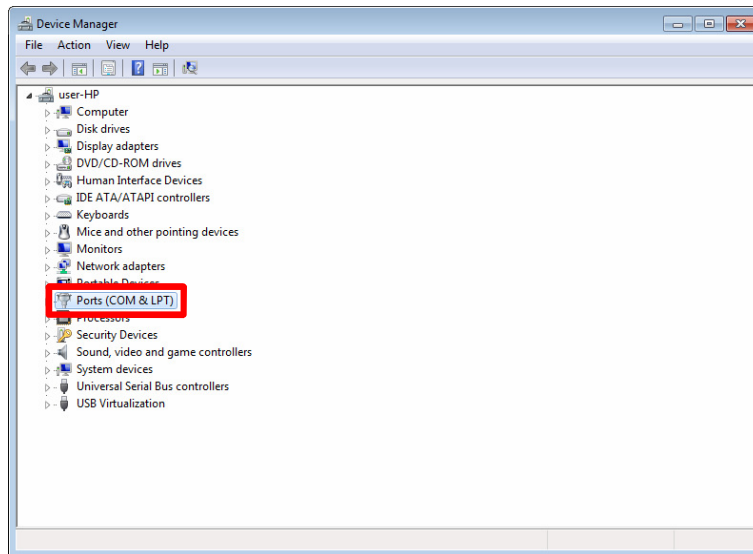 Device Manager
File Action View Help
user-HP
Computer
Disk drives
Display adapters
DVD/CD-ROM drives
Human Interface Devices
IDE ATA/ATAPI controllers
Keyboards
Mice and other pointing devices
Monitors
Network adapters
Portable Devices
Ports (COM & LPT)
Processors
Security Devices
Sound, video and game controllers
System devices
Universal Serial Bus controllers
USB Virtualization